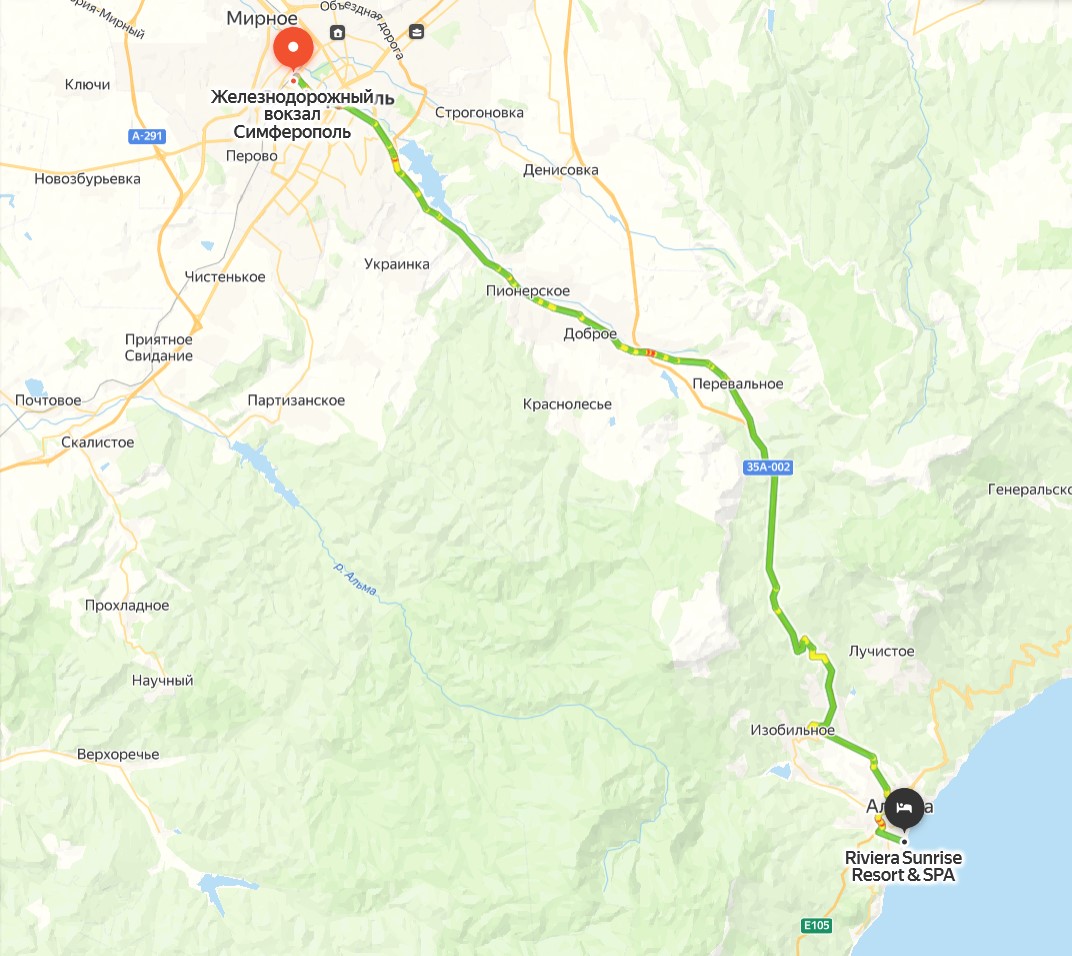 рия-Мирный
Мирное
Объездная дорога
Ключи
Железнодорожный
вокзал
Симферополь
ль
Строгоновка
А-291
Перово
Денисовка
Новозбурьевка
Украинка
Чистенькое
Пионерское
Доброе
Приятное
Свидание
Перевальное
Почтовое
Партизанское
Краснолесье
Скалистое
35А-002
Генеральско
р. Альма
Прохладное
Лучистое
Научный
Изобильное
Верхоречье
Ал
а
Riviera Sunrise
Resort & SPA
E105